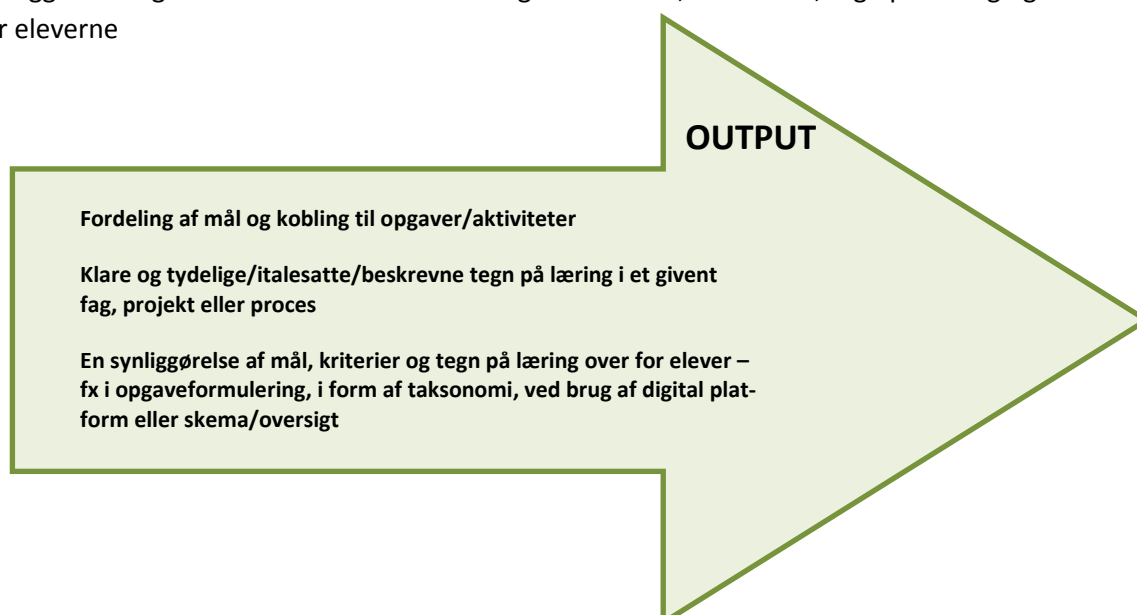 r eleverne
OUTPUT
Fordeling af mål og kobling til opgaver/aktiviteter
Klare og tydelige/italesatte/beskrevne tegn på læring i et givent
fag, projekt eller proces
En synliggørelse af mål, kriterier og tegn på læring over for elever –
fx i opgaveformulering, i form af taksonomi, ved brug af digital plat-
form eller skema/oversigt